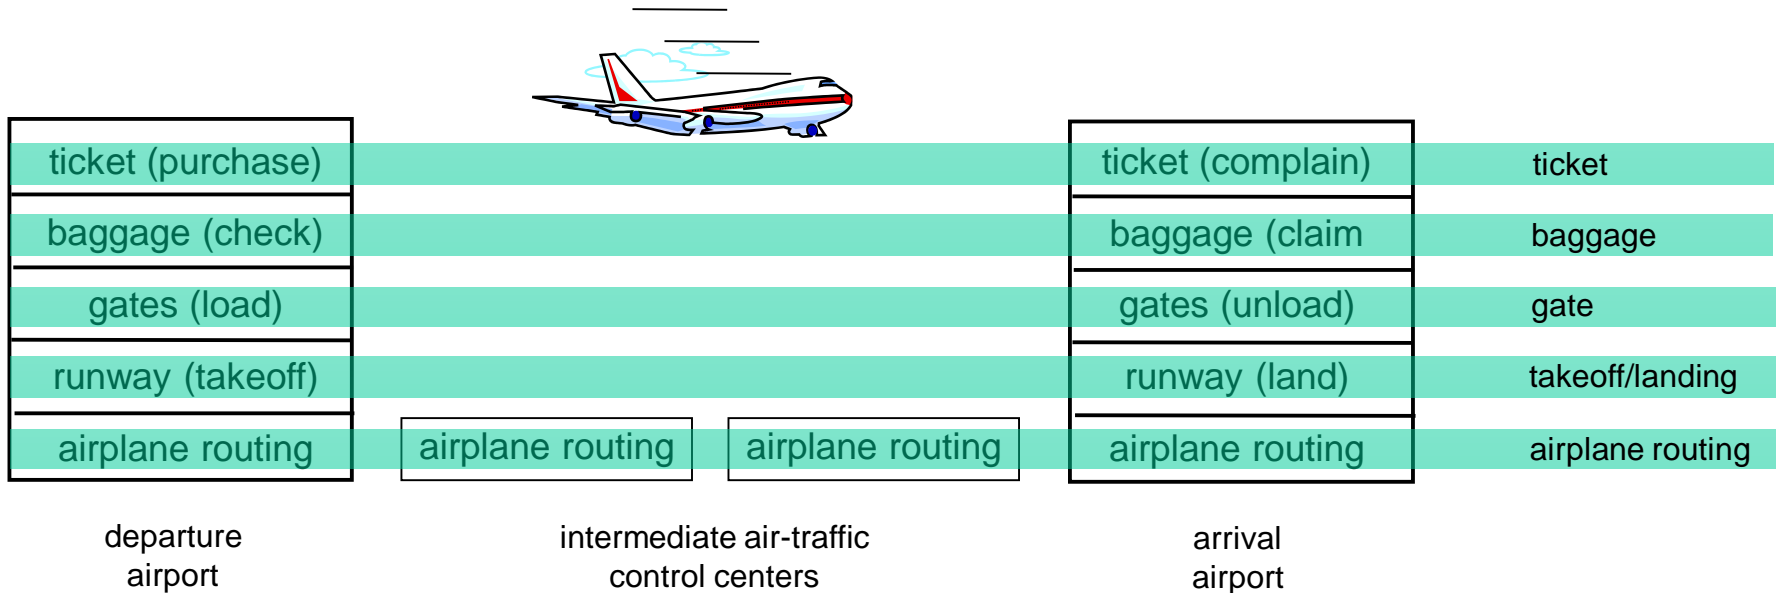 ticket (purchase) ticket (complain) ticket
baggage (check) baggage (claim baggage
gates (load) gates (unload) gate
runway (takeoff) runway (land) takeoff/landing
airplane routing airplane routing airplane routing airplane routing airplane routing
departure
airport
intermediate air-traffic
control centers
arrival
airport